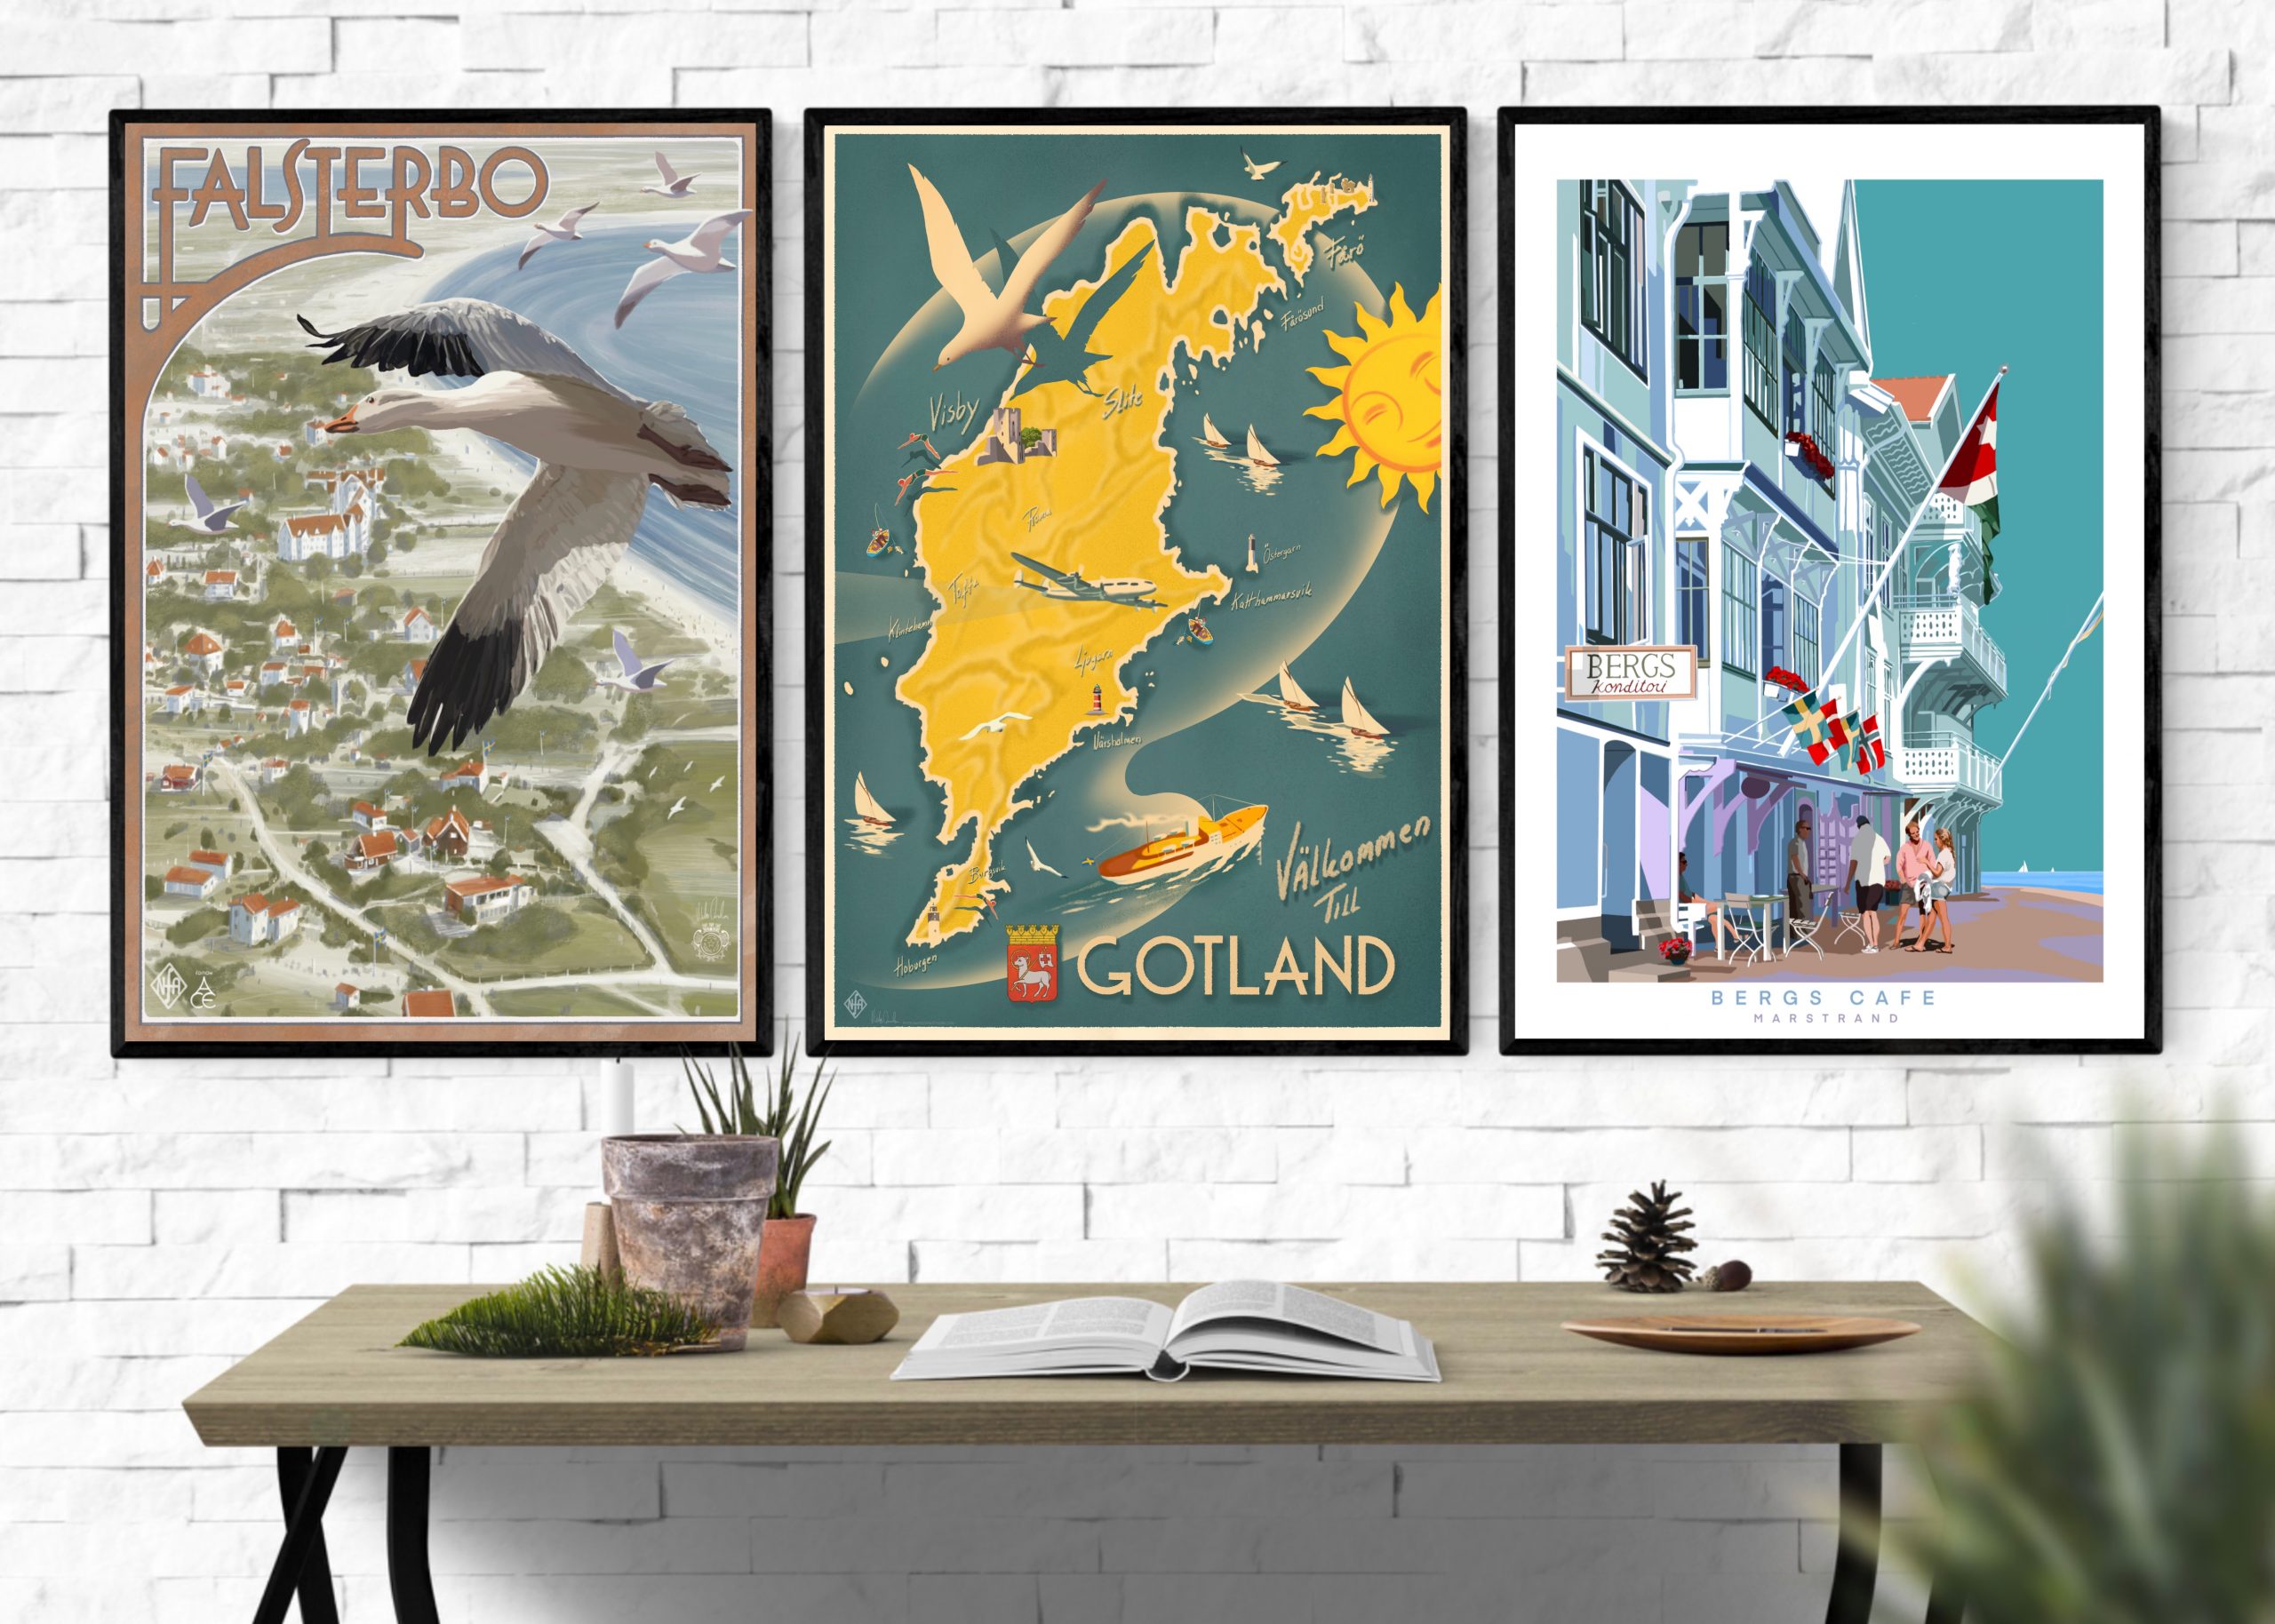 FALSTERBO
Fårö
Fårösund
Visby
Slite
Roma
Östergarn
Tofta
Katthammarsvik
Klintehamn
Ljugarn
Närsholmen
Burgsvik
Hoburgen
VÄLKOMMEN
TILL
GOTLAND
BERGS
Konditori
BERGS CAFE
MARSTRAND